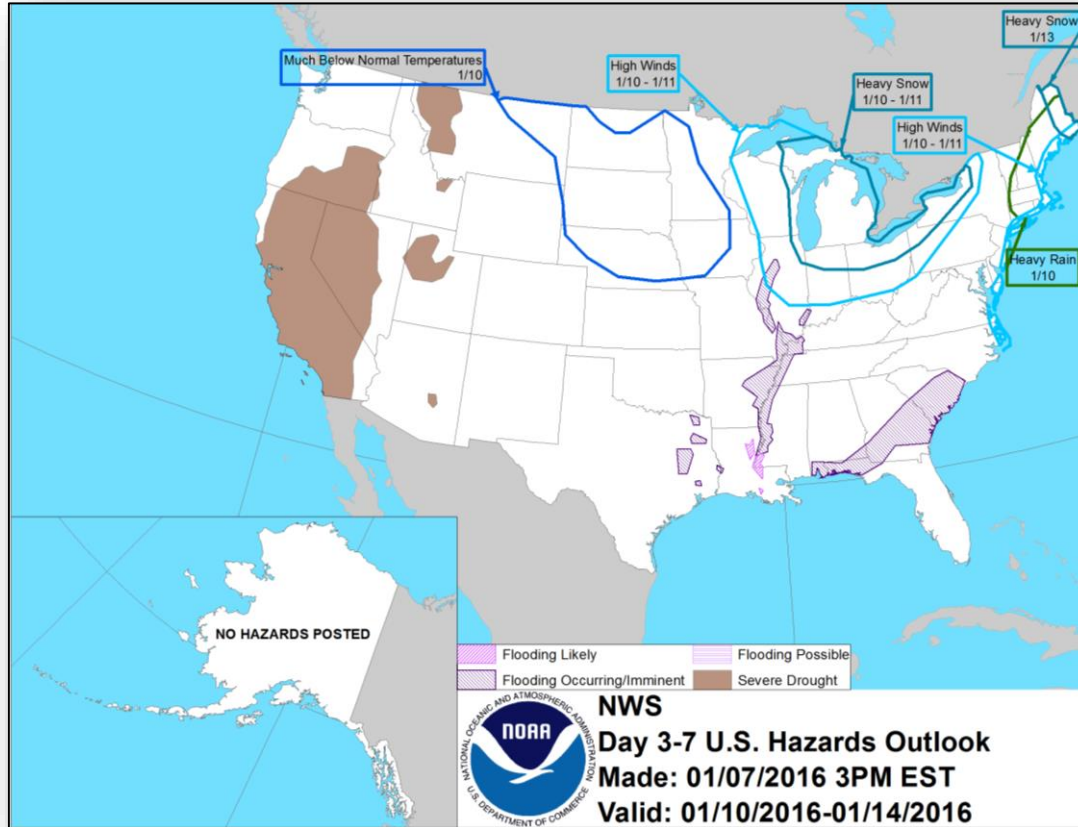 Heavy Snow
1/13
Much Below Normal Temperatures
1/10
High Winds
1/10 - 1/11
Heavy Snow
1/10 - 1/11
High Winds
1/10 - 1/11
Heavy Rain
1/10
NO HAZARDS POSTED
Flooding Likely
Flooding Possible
Flooding Occurring/Imminent
Severe Drought
NATIONAL OCEANIC AND ATMOSPHERIC ADMINISTRATION
NOAA
U.S. DEPARTMENT OF COMMERCE
NWS
Day 3-7 U.S. Hazards Outlook
Made: 01/07/2016 3PM EST
Valid: 01/10/2016-01/14/2016